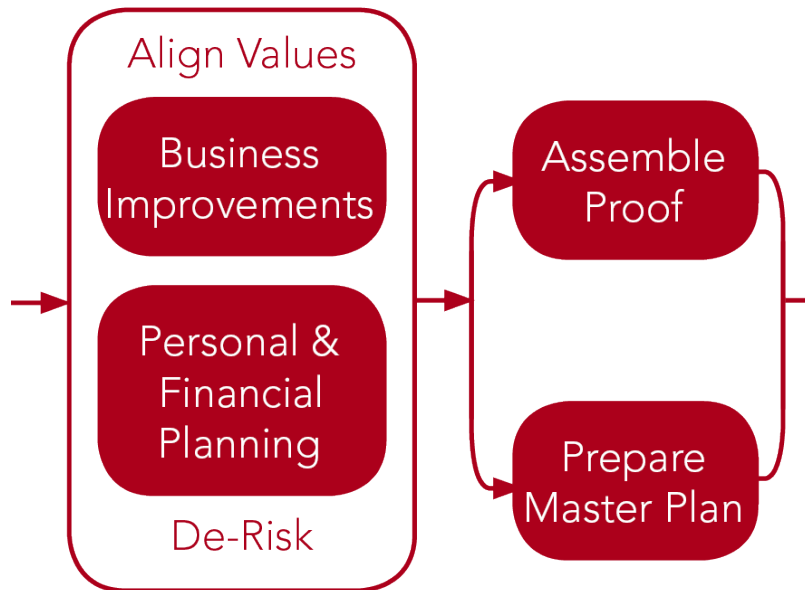 Align Values
Business
Improvements
Personal &
Financial
Planning
De-Risk
Assemble
Proof
Prepare
Master Plan